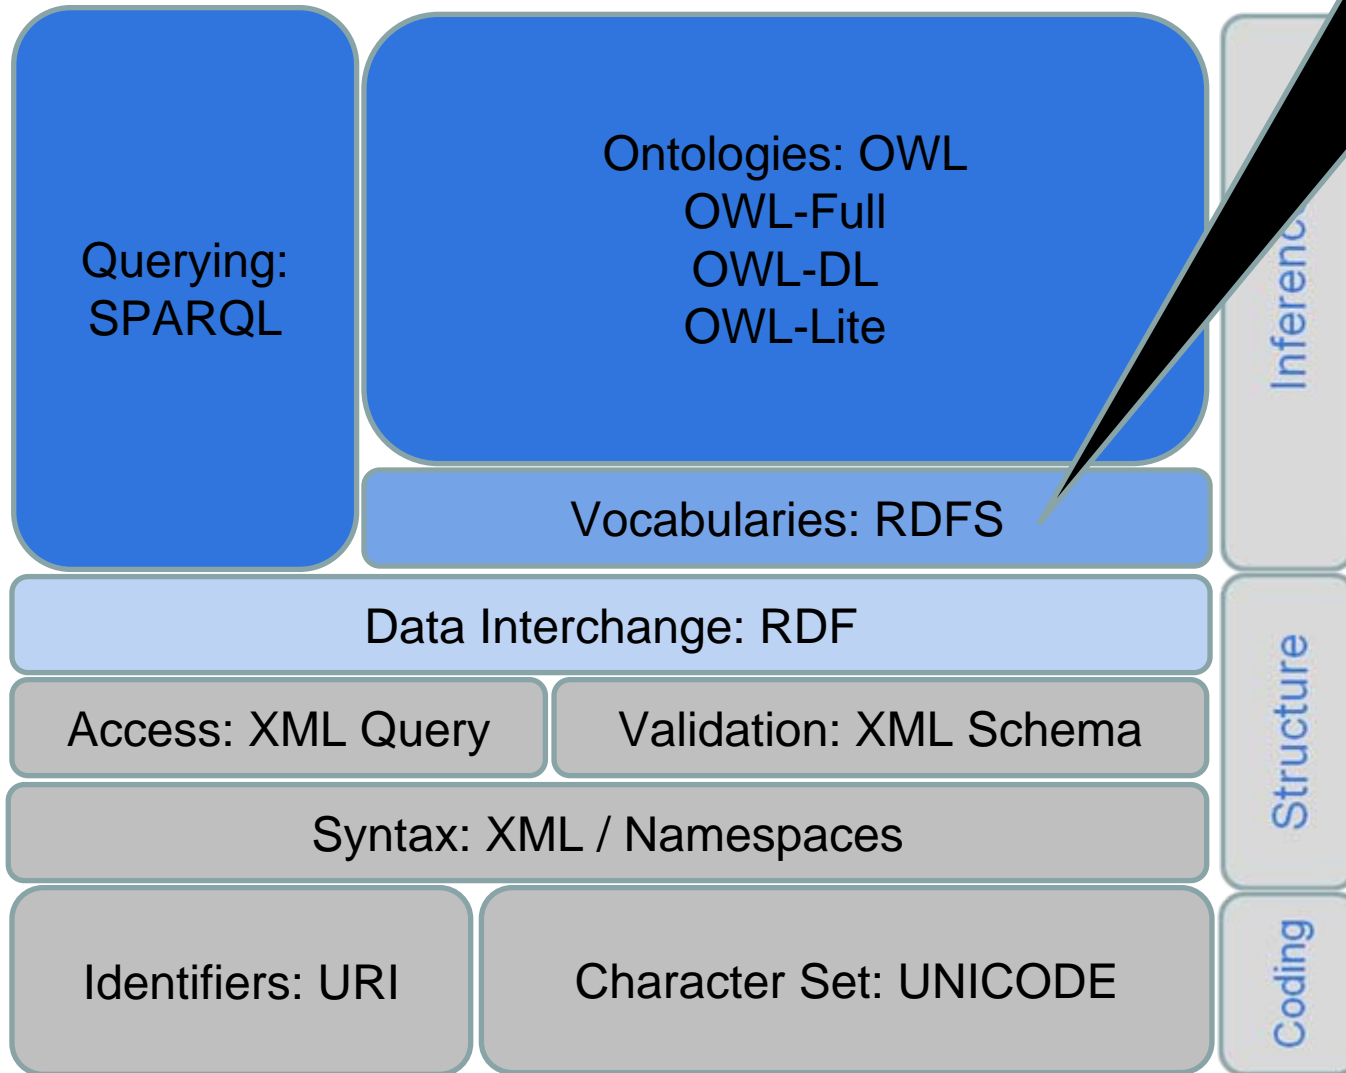 Querying:
SPARQL
Ontologies: OWL
OWL-Full
OWL-DL
OWL-Lite
Vocabularies: RDFS
Data Interchange: RDF
Access: XML Query
Validation: XML Schema
Syntax: XML / Namespaces
Identifiers: URI
Character Set: UNICODE
Structure
Coding